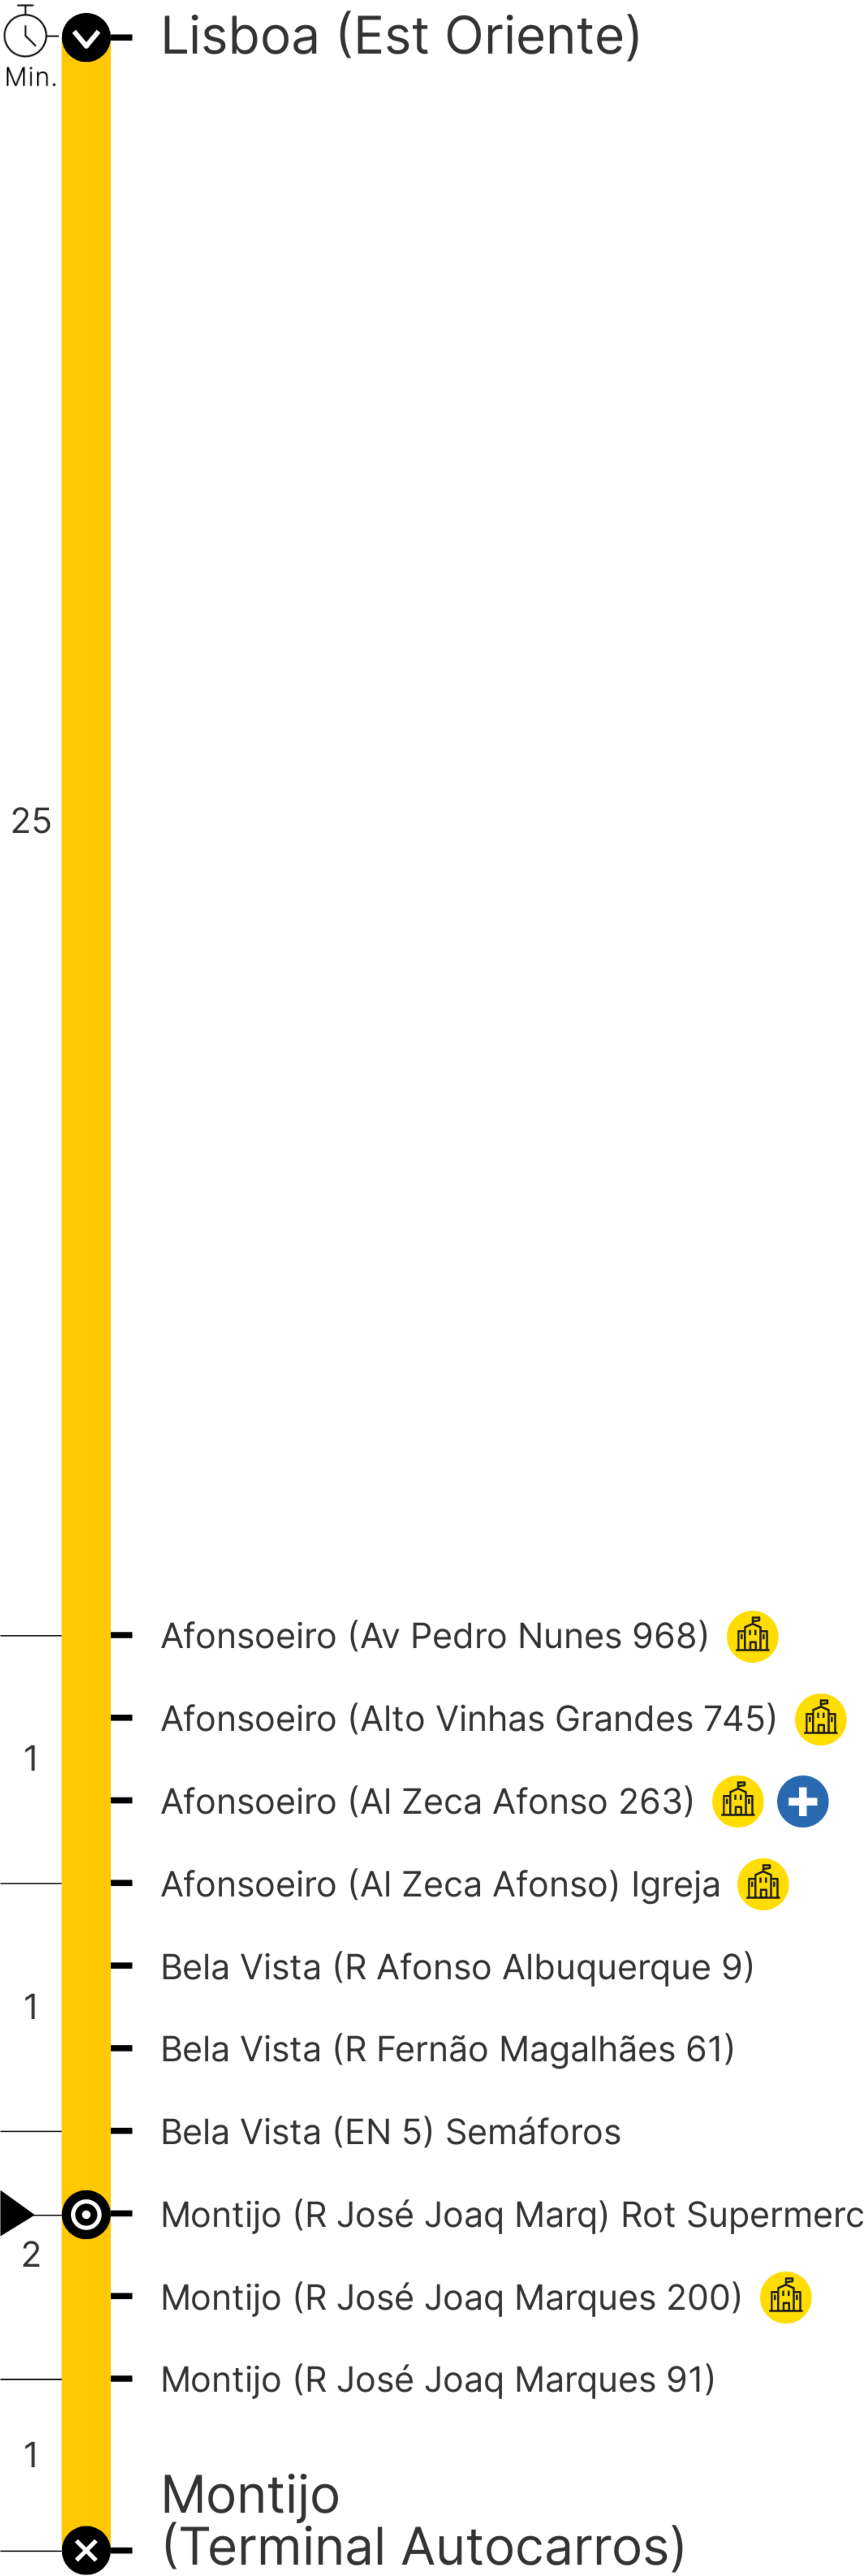 Lisboa (Est Oriente)
Min.
25
Afonsoeiro (Av Pedro Nunes 968)
Afonsoeiro (Alto Vinhas Grandes 745)
1
Afonsoeiro (Al Zeca Afonso 263)
Afonsoeiro (Al Zeca Afonso) Igreja
Bela Vista (R Afonso Albuquerque 9)
1
Bela Vista (R Fernão Magalhães 61)
Bela Vista (EN 5) Semáforos
Montijo (R José Joaq Marq) Rot Supermerc
2
Montijo (R José Joaq Marques 200)
Montijo (R José Joaq Marques 91)
1
Montijo
(Terminal Autocarros)